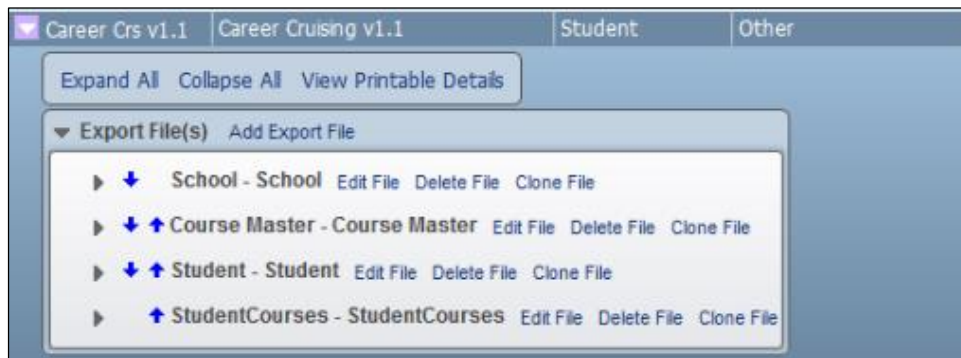 Career Crs v1.1 Career Cruising v1.1 Student Other
Expand All Collapse All View Printable Details
Export File(s) Add Export File
School - School Edit File Delete File Clone File
Course Master - Course Master Edit File Delete File Clone File
Student - Student Edit File Delete File Clone File
StudentCourses - StudentCourses Edit File Delete File Clone File